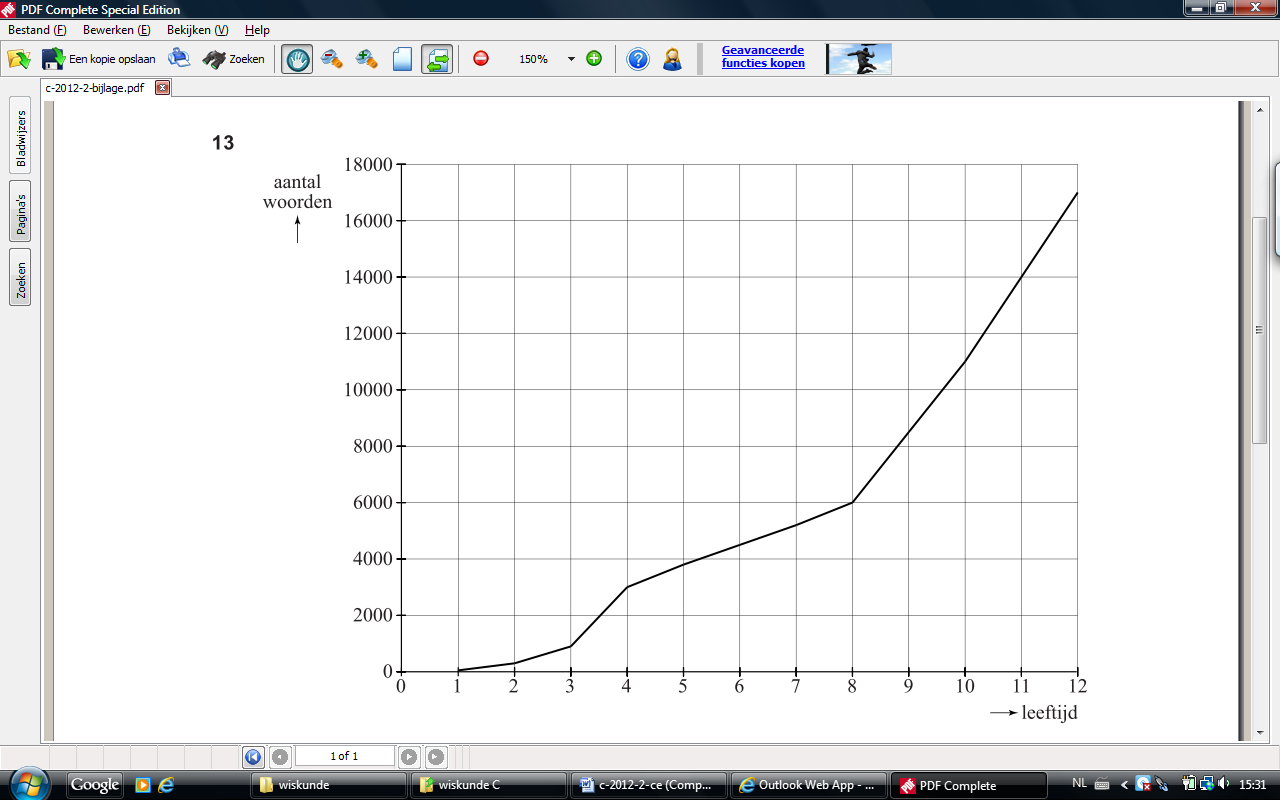 PDF Complete Special Edition
Bestand (F) Bewerken (E) Bekijken (V) Help
Een kopie opslaan Zoeken 150% Geavanceerde
functies kopen
c-2012-2-bijlage.pdf
Bladwijzers
Pagina's
Zoeken
13
aantal
woorden
18000
16000
14000
12000
10000
8000
6000
4000
2000
0
0 1 2 3 4 5 6 7 8 9 10 11 12
leeftijd
1 of 1
Google wiskunde wiskunde C c-2012-2-ce (Comp... Outlook Web App - ... PDF Complete NL 15:31